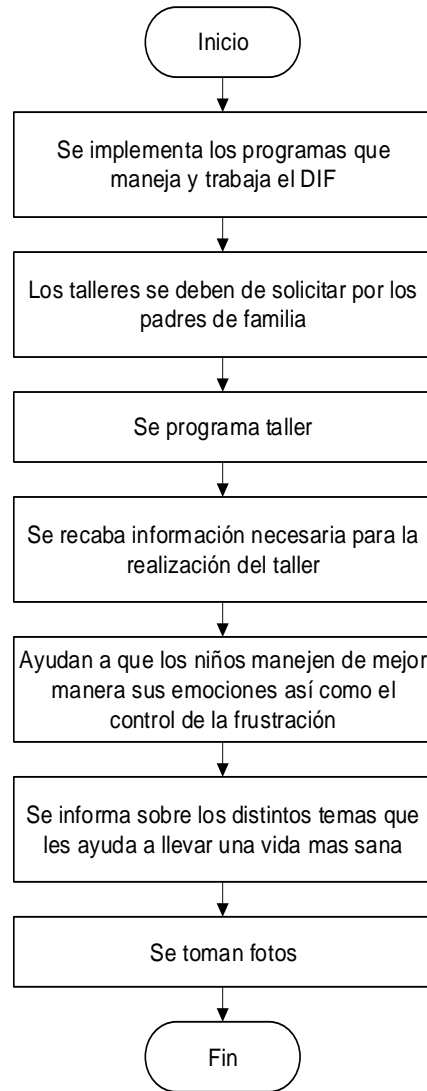 Inicio
Se implementa los programas que
maneja y trabaja el DIF
Los talleres se deben de solicitar por los
padres de familia
Se programa taller
Se recaba información necesaria para la
realización del taller
Ayudan a que los niños manejen de mejor
manera sus emociones así como el
control de la frustración
Se informa sobre los distintos temas que
les ayuda a llevar una vida mas sana
Se toman fotos
Fin